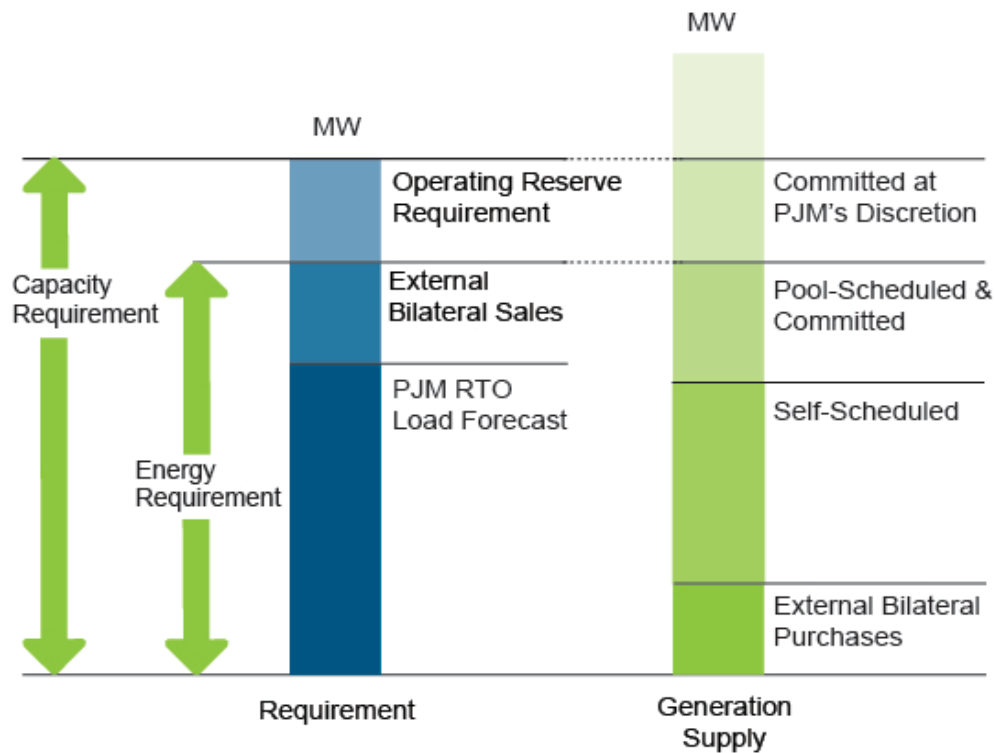 MW
MW
Operating Reserve
Requirement
Committed at
PJM's Discretion
Capacity
Requirement
External
Bilateral Sales
Pool-Scheduled &
Committed
PJM RTO
Load Forecast
Self-Scheduled
Energy
Requirement
External Bilateral
Purchases
Requirement
Generation
Supply